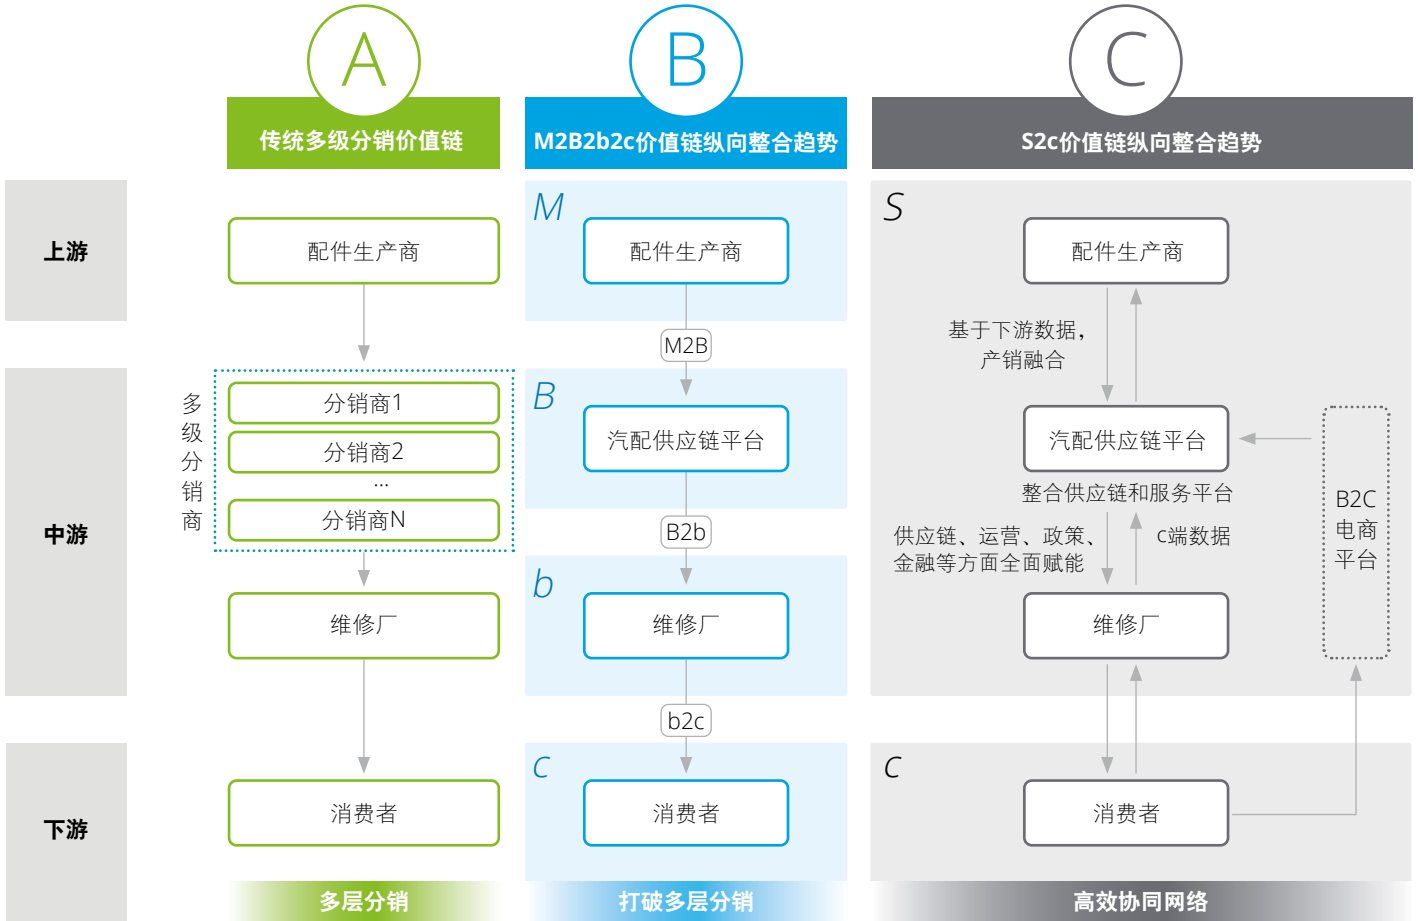 A
传统多级分销价值链
B
M2B2b2c价值链纵向整合趋势
C
S2c价值链纵向整合趋势
上游
中游
下游
配件生产商
多级分销商
分销商1
分销商2
...
分销商N
维修厂
消费者
多层分销
M
配件生产商
M2B
B
汽配供应链平台
B2b
b
维修厂
b2c
c
消费者
打破多层分销
S
配件生产商
基于下游数据，
产销融合
汽配供应链平台
整合供应链和服务平台
供应链、运营、政策、
金融等方面全面赋能
c端数据
维修厂
B2C
电商
平台
c
消费者
高效协同网络